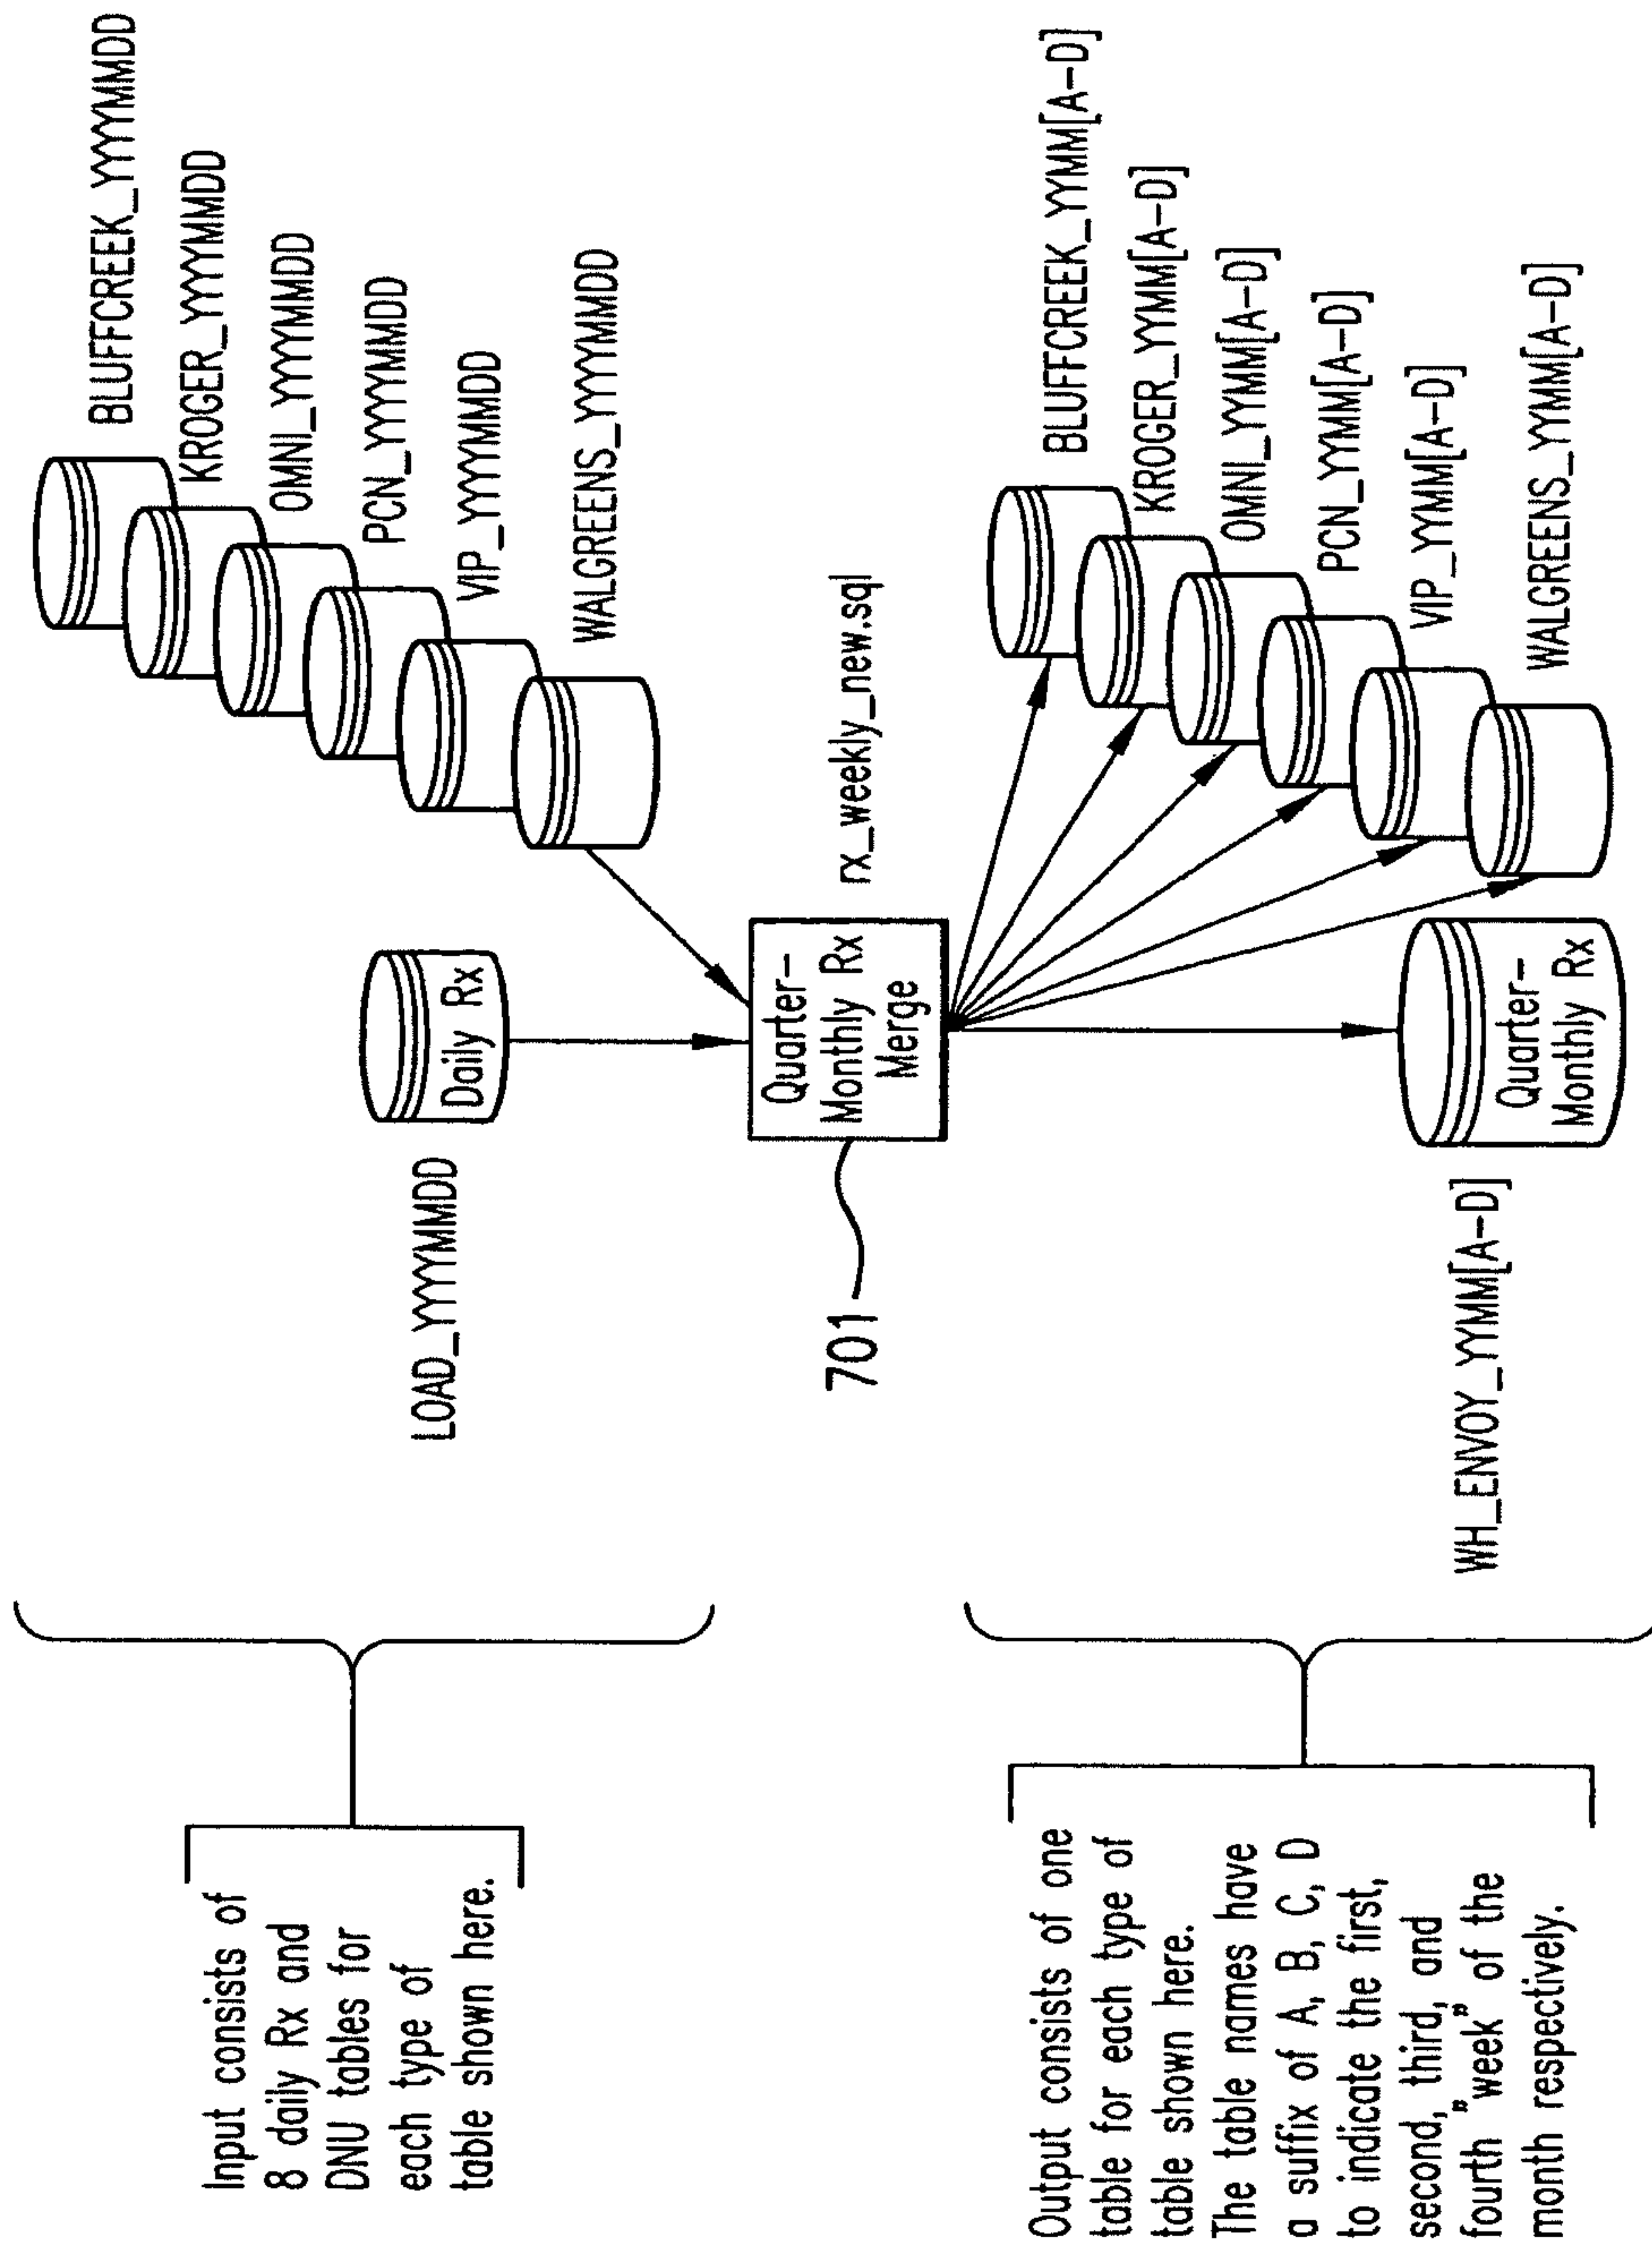 Input consists of
8 daily Rx and
DNU tables for
each type of
table shown here.
LOAD_YYYYMMDD
Daily Rx
BLUFFCREEK_YYYYMMDD
KROGER_YYYYMMDD
OMNI_YYYYMMDD
PCN_YYYYMMDD
VIP_YYYYMMDD
WALGREENS_YYYYMMDD
701
Quarter-
Monthly Rx
Merge
rx_weekly_new.sql
Output consists of one
table for each type of
table shown here.
The table names have
a suffix of A, B, C, D
to indicate the first,
second, third, and
fourth "week" of the
month respectively.
WH_ENVOY_YYMM[A-D]
Quarter-
Monthly Rx
BLUFFCREEK_YYMM[A-D]
KROGER_YYMM[A-D]
OMNI_YYMM[A-D]
PCN_YYMM[A-D]
VIP_YYMM[A-D]
WALGREENS_YYMM[A-D]